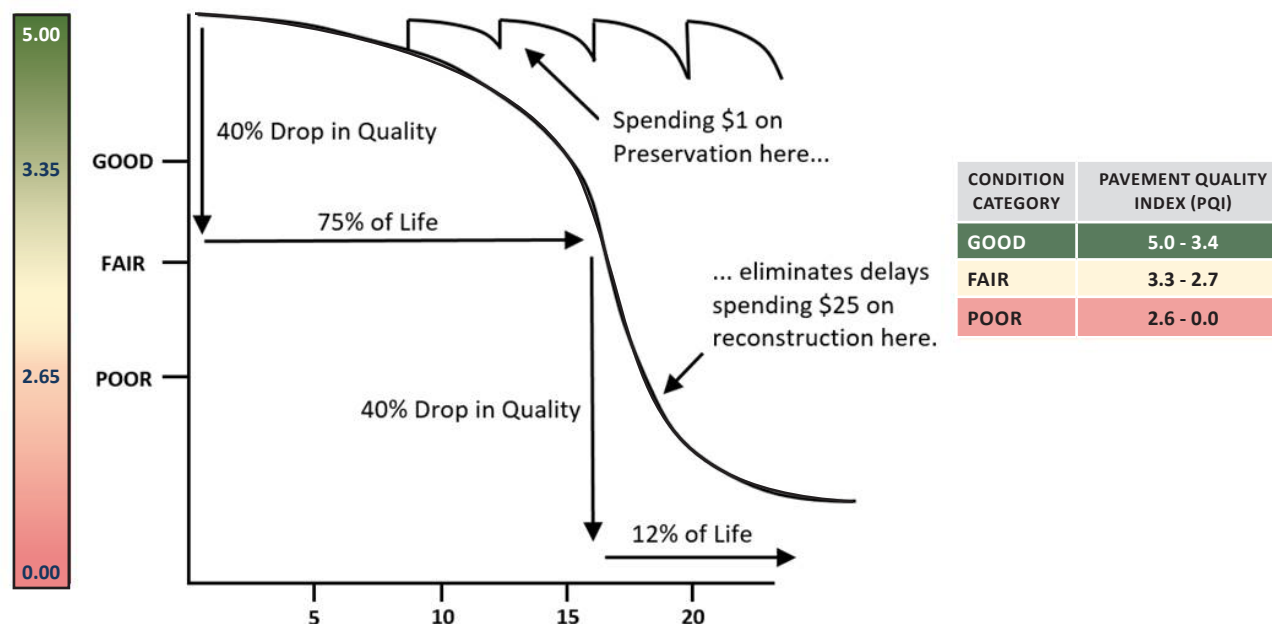 5.00
3.35
2.65
0.00
GOOD
FAIR
POOR
40% Drop in Quality
75% of Life
Spending $1 on
Preservation here...
... eliminates delays
spending $25 on
reconstruction here.
40% Drop in Quality
12% of Life
5
10
15
20
CONDITION
CATEGORY
PAVEMENT QUALITY
INDEX (PQI)
GOOD
5.0 - 3.4
FAIR
3.3 - 2.7
POOR
2.6 - 0.0